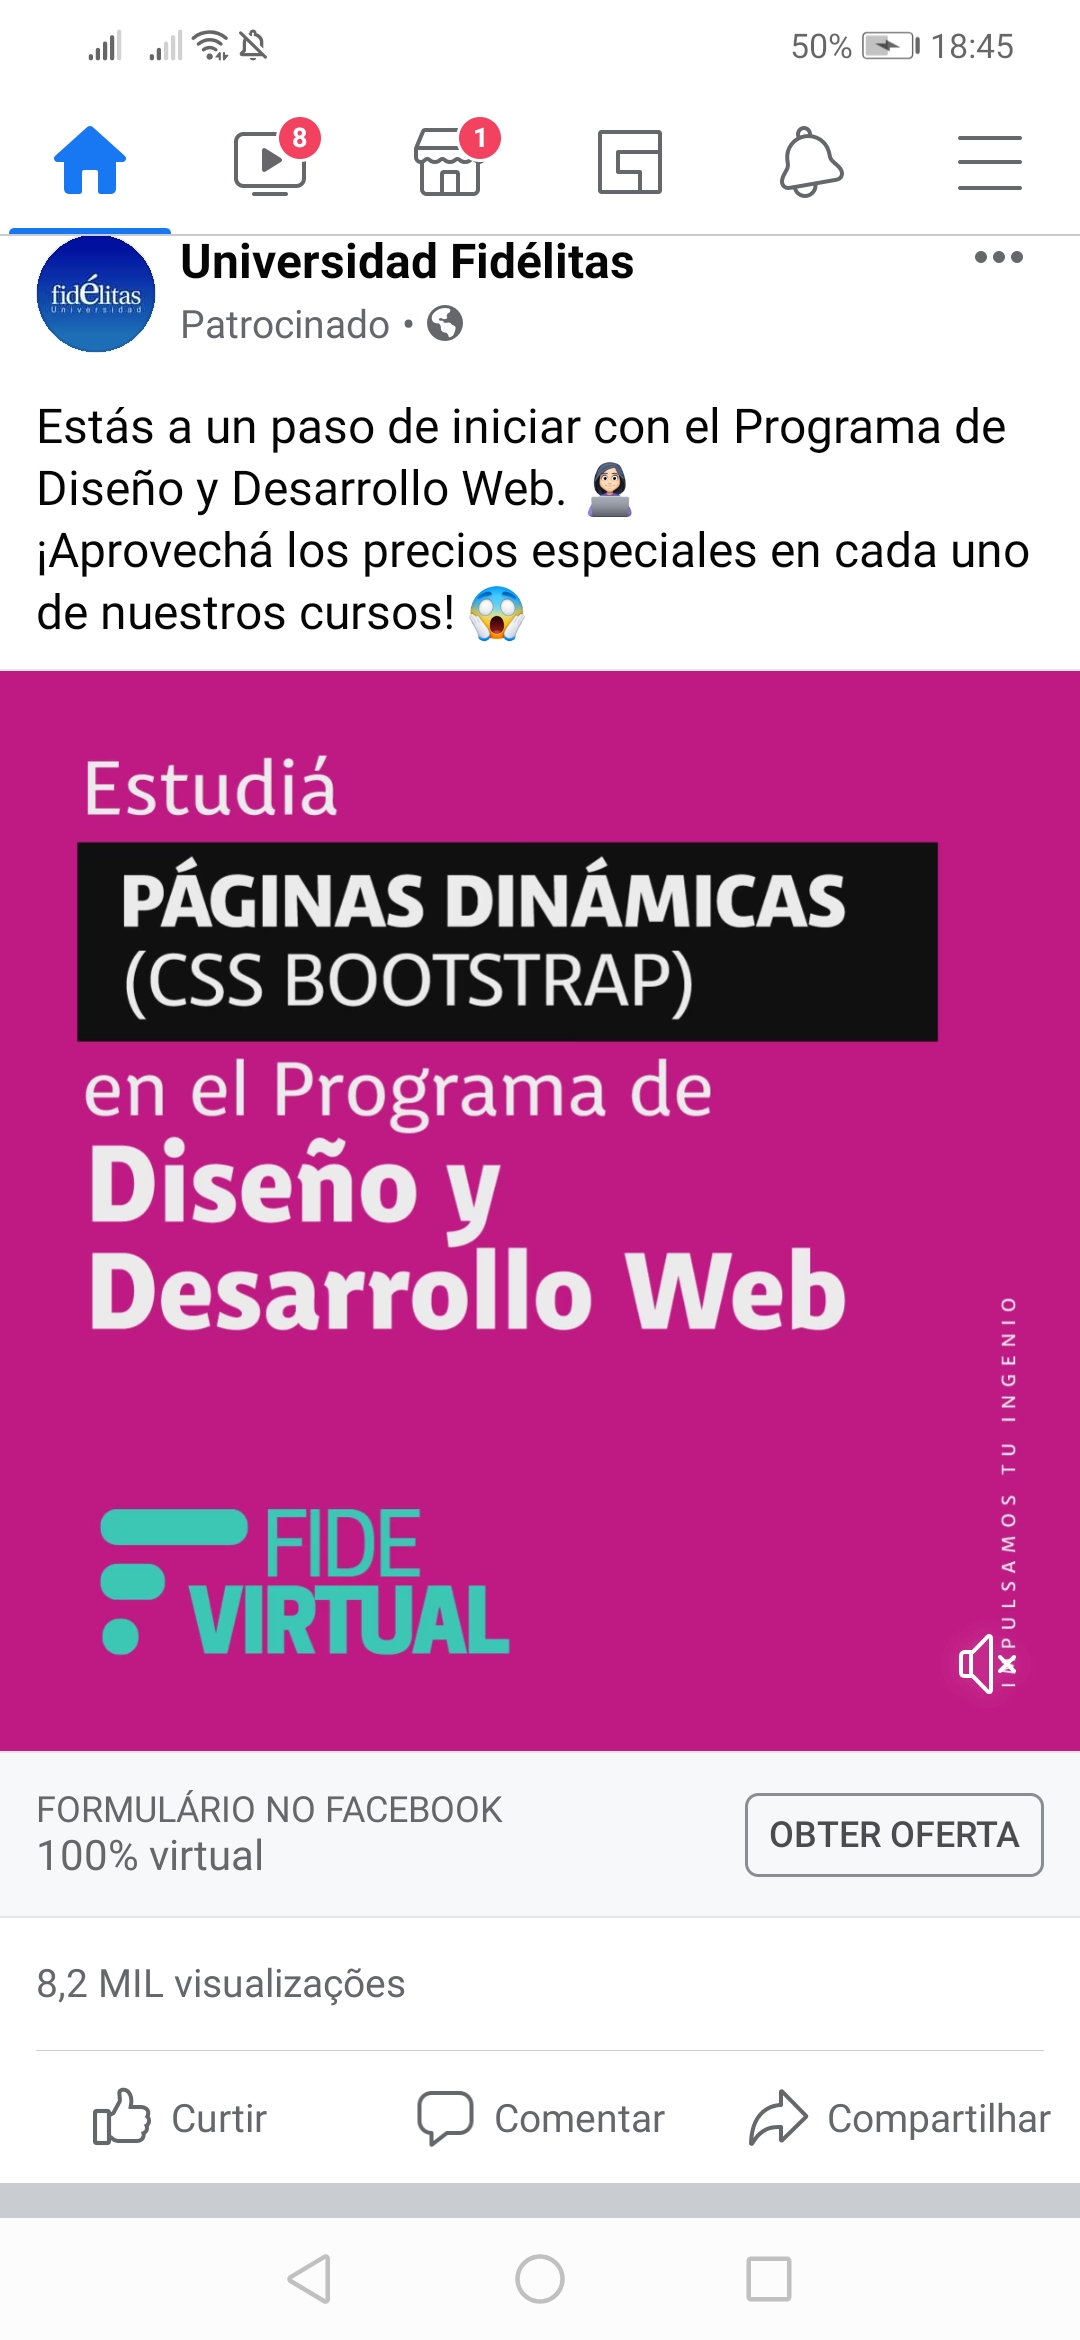 50% 18:45
8 1
Universidad Fidélitas
fidélitas
Universidad
Patrocinado •
Estás a un paso de iniciar con el Programa de
Diseño y Desarrollo Web.
¡Aprovechá los precios especiales en cada uno
de nuestros cursos!
Estudiá
PÁGINAS DINÁMICAS
(CSS BOOTSTRAP)
en el Programa de
Diseño y
Desarrollo Web
IMPULSAMOS TU INGENIO
FIDE
VIRTUAL
FORMULÁRIO NO FACEBOOK
100% virtual
OBTER OFERTA
8,2 MIL visualizações
Curtir Comentar Compartilhar